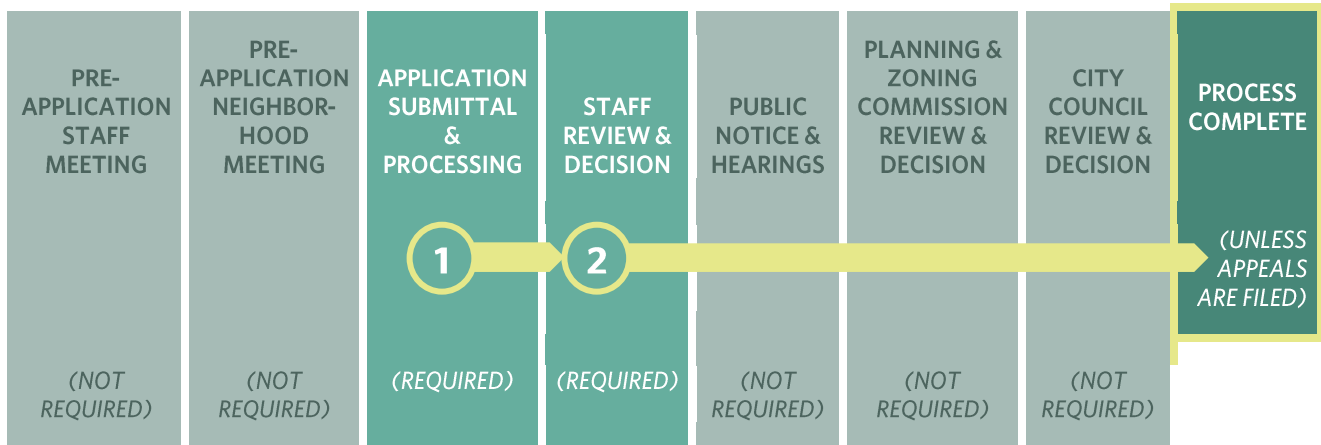 PRE-
APPLICATION
STAFF
MEETING
(NOT
REQUIRED)
PRE-
APPLICATION
NEIGHBOR-
HOOD
MEETING
(NOT
REQUIRED)
APPLICATION
SUBMITTAL
&
PROCESSING
1
(REQUIRED)
STAFF
REVIEW &
DECISION
2
(REQUIRED)
PUBLIC
NOTICE &
HEARINGS
(NOT
REQUIRED)
PLANNING &
ZONING
COMMISSION
REVIEW &
DECISION
(NOT
REQUIRED)
CITY
COUNCIL
REVIEW &
DECISION
(NOT
REQUIRED)
PROCESS
COMPLETE
(UNLESS
APPEALS
ARE FILED)